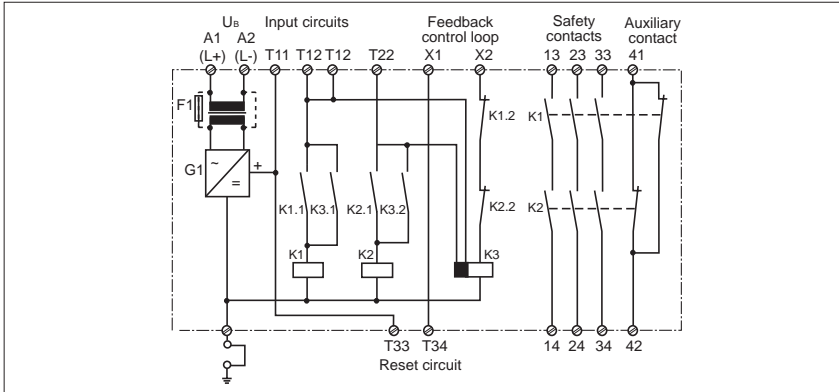 UB Input circuits Feedback control loop Safety contacts Auxiliary contact
A1 (L+) A2 (L-) T11 T12 T12 T22 X1 X2 13 23 33 41
F1
K1.2 K1
G1 ~ = +
K1.1 K3.1 K2.1 K3.2 K2.2 K2
K1 K2 K3
T33 T34 14 24 34 42
Reset circuit